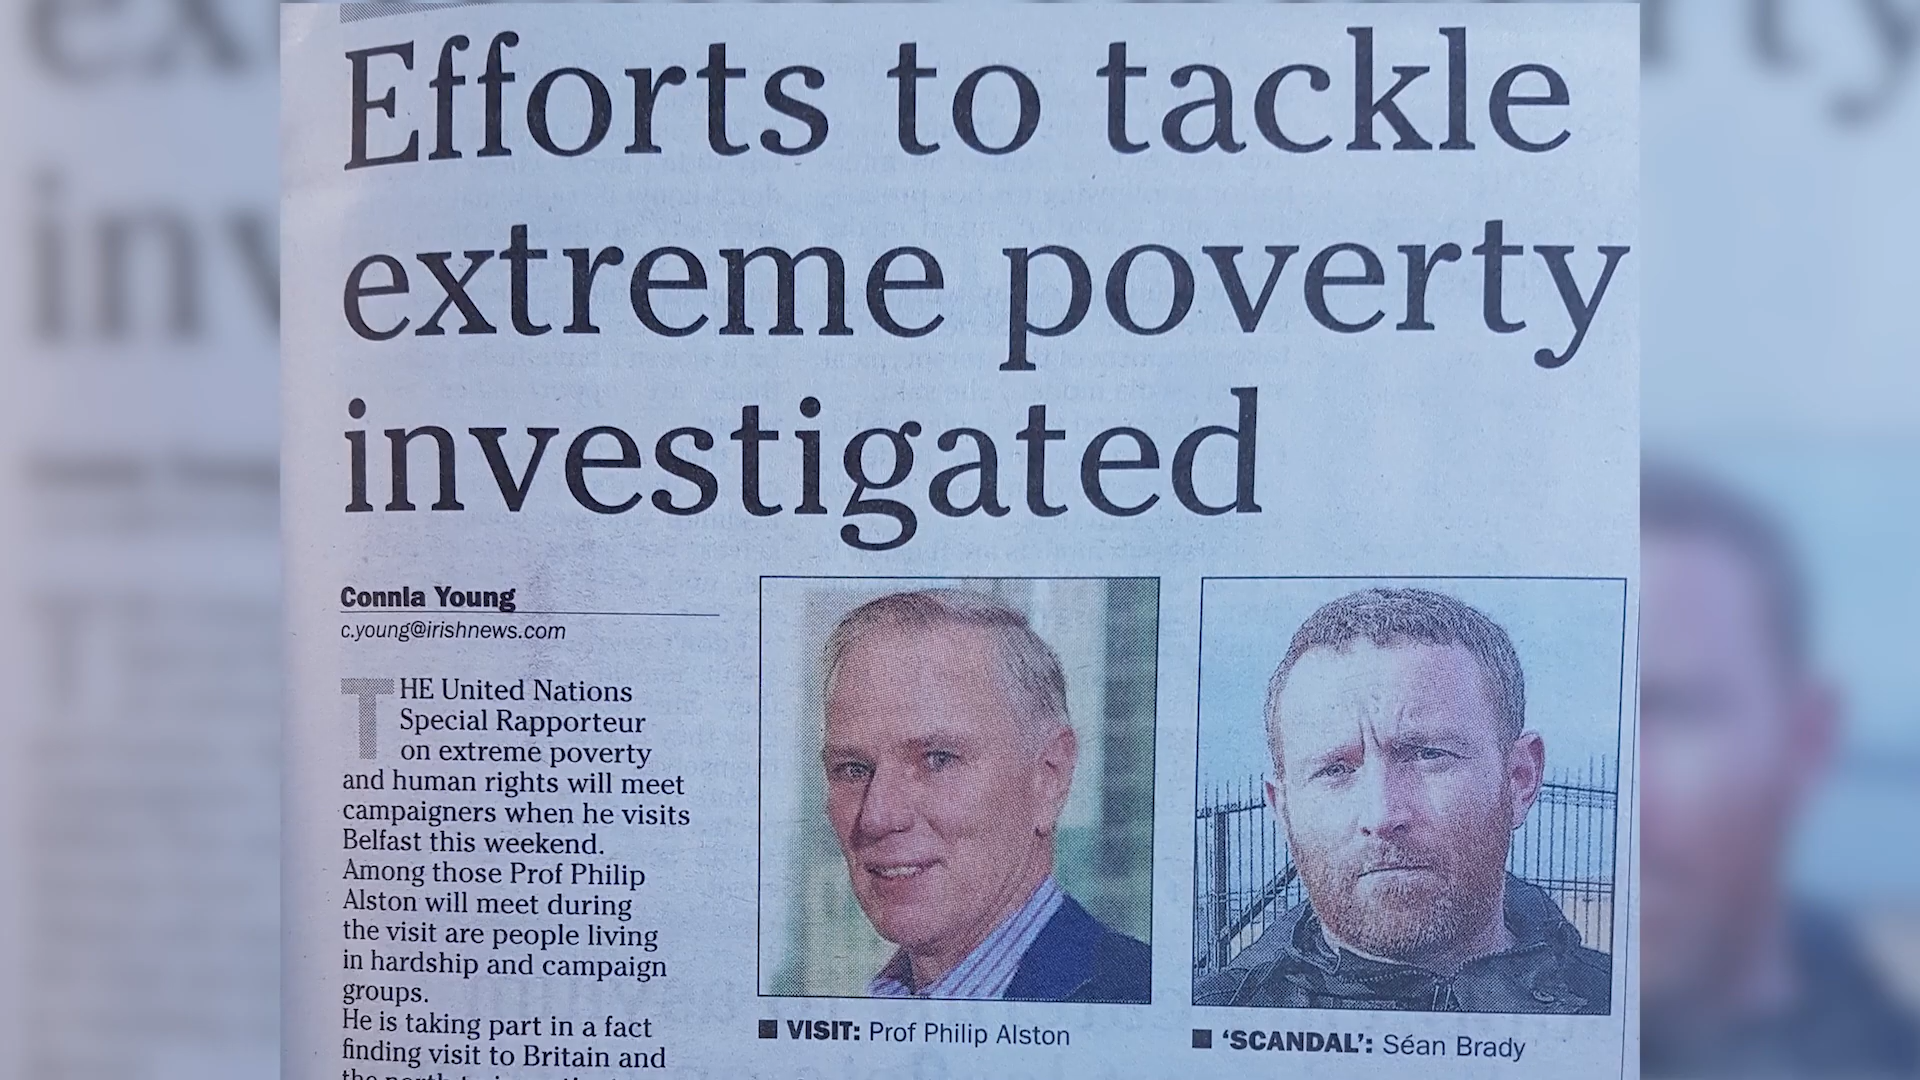 Efforts to tackle
extreme poverty
investigated
Connla Young
c.young@irishnews.com
THE United Nations
Special Rapporteur
on extreme poverty
and human rights will meet
campaigners when he visits
Belfast this weekend.
Among those Prof Philip
Alston will meet during
the visit are people living
in hardship and campaign
groups.
He is taking part in a fact
finding visit to Britain and
■ VISIT: Prof Philip Alston
■ ‘SCANDAL’: Séan Brady